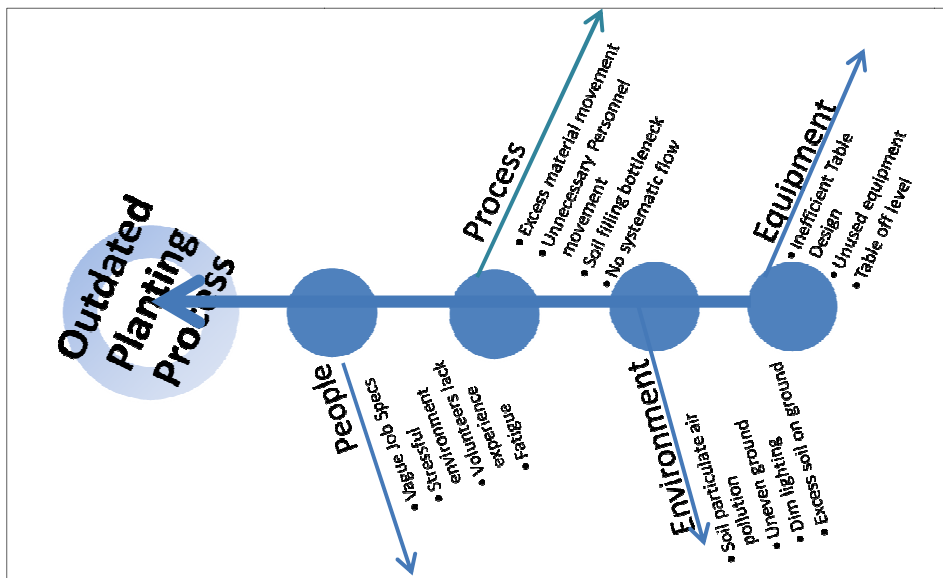 Outdated
Planting
Process
People
• Vague Job Specs
• Stressful
environment
• Volunteers lack
experience
• Fatigue
Process
• Excess material movement
• Unnecessary Personnel
movement
• Soil filling bottleneck
• No systematic flow
Environment
• Soil particulate air
pollution
• Uneven ground
• Dim lighting
• Excess soil on ground
Equipment
• Inefficient Table
Design
• Unused equipment
• Table off level